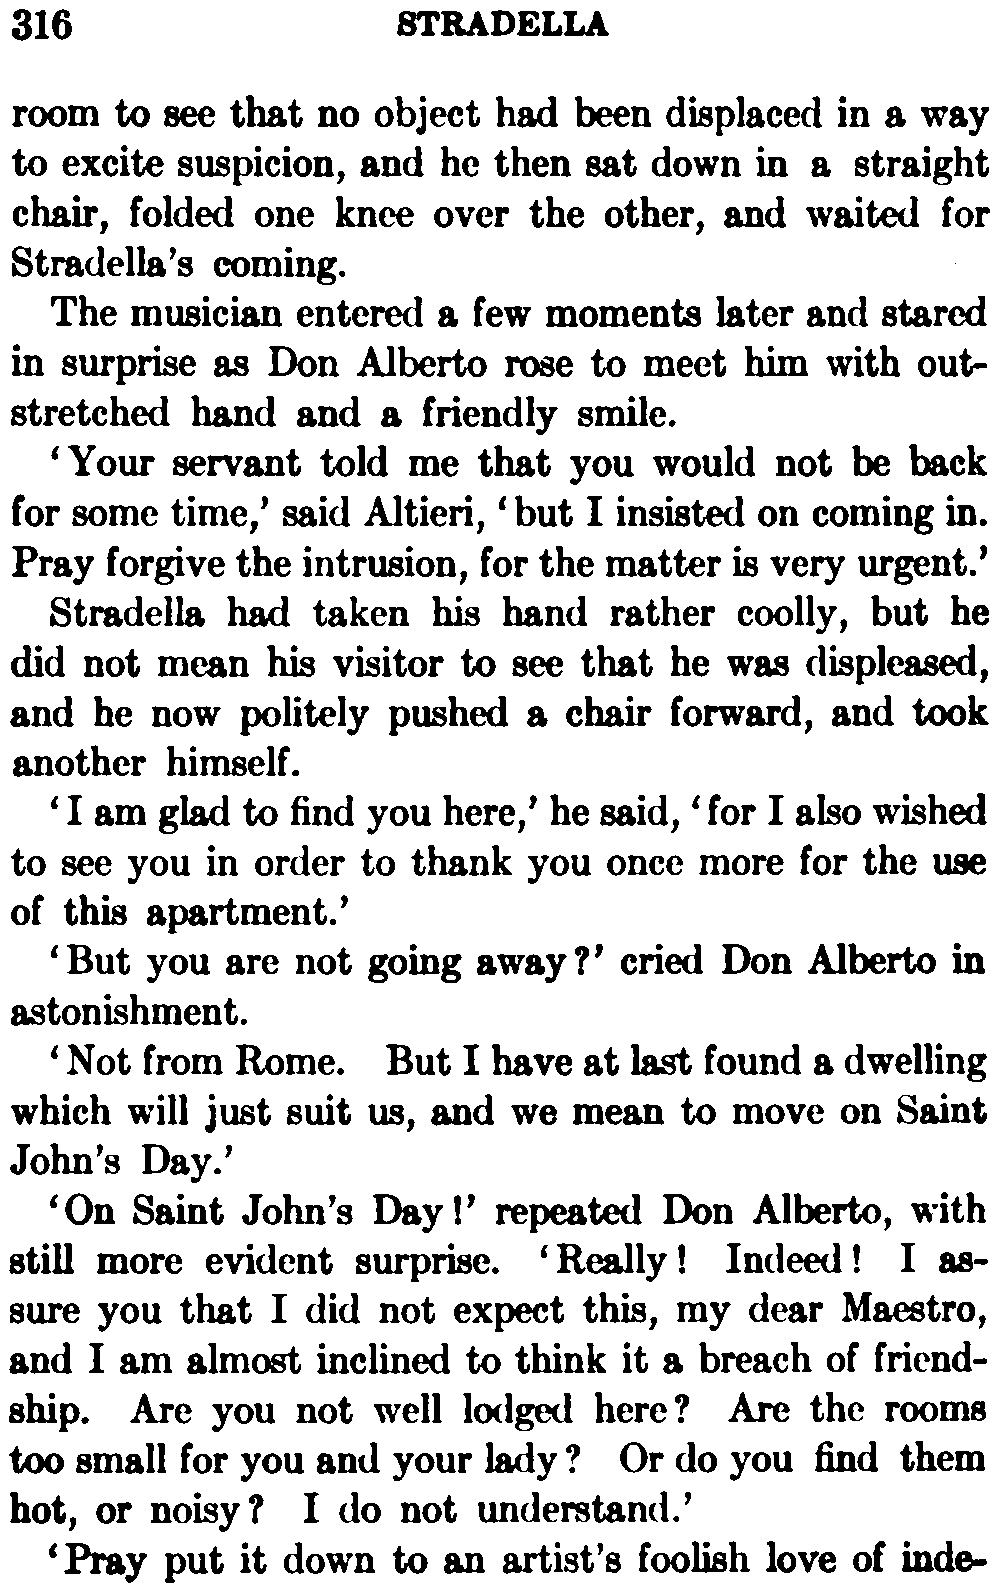 316 STRADELLA
room to see that no object had been displaced in a way
to excite suspicion, and he then sat down in a straight
chair, folded one knee over the other, and waited for
Stradella's coming.
The musician entered a few moments later and stared
in surprise as Don Alberto rose to meet him with out-
stretched hand and a friendly smile.
‘Your servant told me that you would not be back
for some time,’ said Altieri, ‘but I insisted on coming in.
Pray forgive the intrusion, for the matter is very urgent.’
Stradella had taken his hand rather coolly, but he
did not mean his visitor to see that he was displeased,
and he now politely pushed a chair forward, and took
another himself.
‘I am glad to find you here,’ he said, ‘for I also wished
to see you in order to thank you once more for the use
of this apartment.’
‘But you are not going away?’ cried Don Alberto in
astonishment.
‘Not from Rome. But I have at last found a dwelling
which will just suit us, and we mean to move on Saint
John's Day.’
‘On Saint John's Day!’ repeated Don Alberto, with
still more evident surprise. ‘Really! Indeed! I as-
sure you that I did not expect this, my dear Maestro,
and I am almost inclined to think it a breach of friend-
ship. Are you not well lodged here? Are the rooms
too small for you and your lady? Or do you find them
hot, or noisy? I do not understand.’
‘Pray put it down to an artist's foolish love of inde-